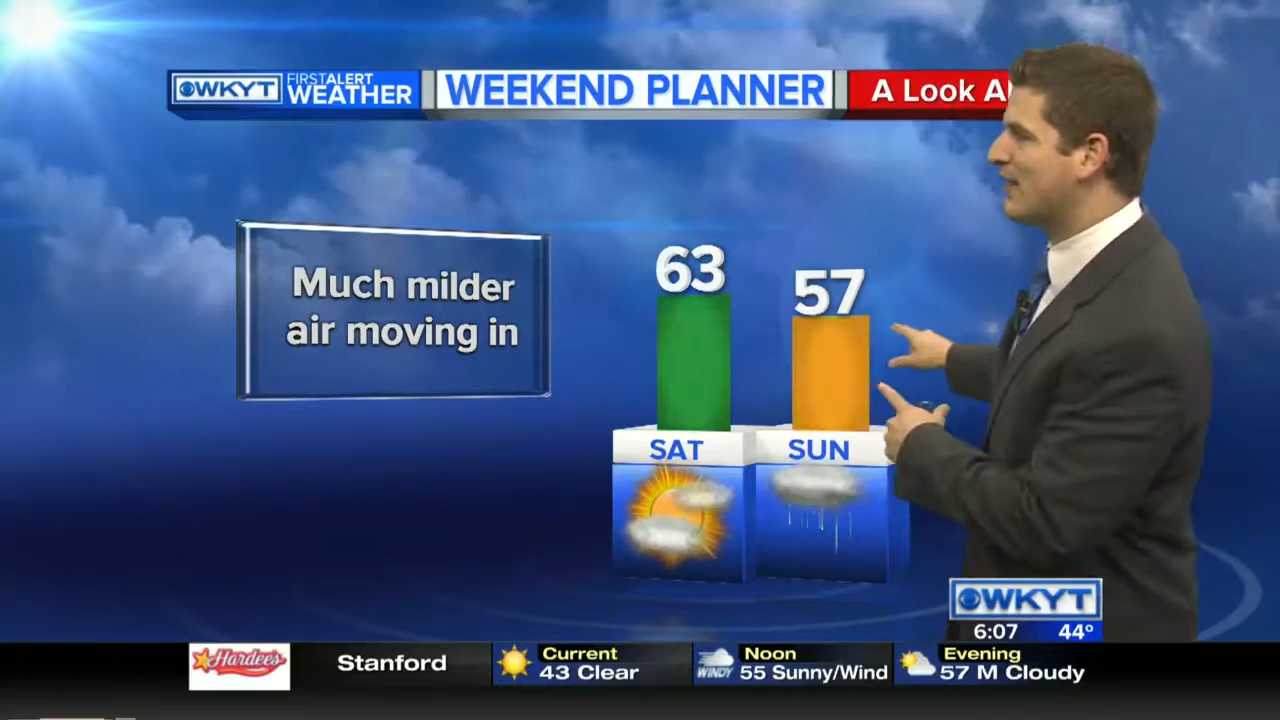 WKYT FIRST ALERT WEATHER
WEEKEND PLANNER
A Look A
Much milder
air moving in
63
57
SAT
SUN
WKYT
6:07 44°
Hardee's
Stanford
Current
43 Clear
WINDY
Noon
55 Sunny/Wind
Evening
57 M Cloudy